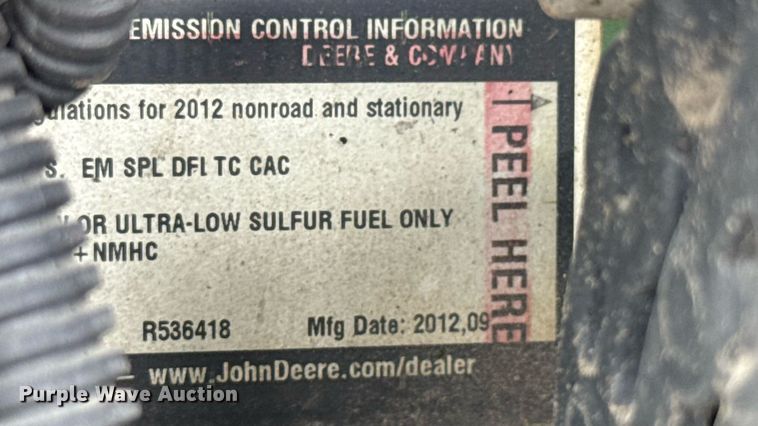 EMISSION CONTROL INFORMATION
DEERE & COMPANY
gulations for 2012 nonroad and stationary
S. EM SPL DFI TC CAC
OR ULTRA-LOW SULFUR FUEL ONLY
+NMHC
R536418 Mfg Date: 2012,09
www.JohnDeere.com/dealer
PEEL HERE
Purple Wave Auction